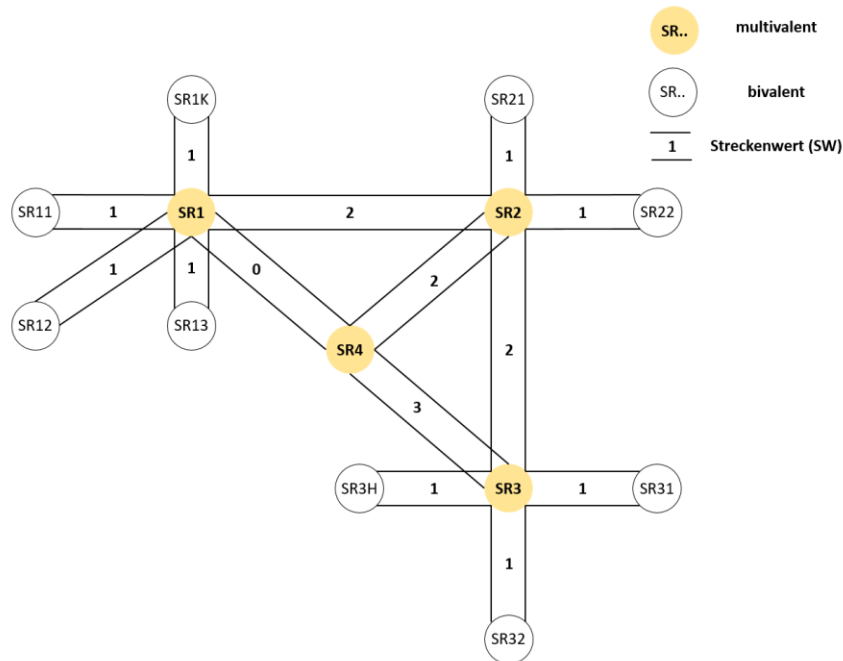 SR.. multivalent
SR.. bivalent
1 Streckenwert (SW)
SR1K SR21
1 1
SR11 1 SR1 2 SR2 1 SR22
1 1 0 2
SR12 SR13
SR4 2
3
SR3H 1 SR3 1 SR31
1
SR32